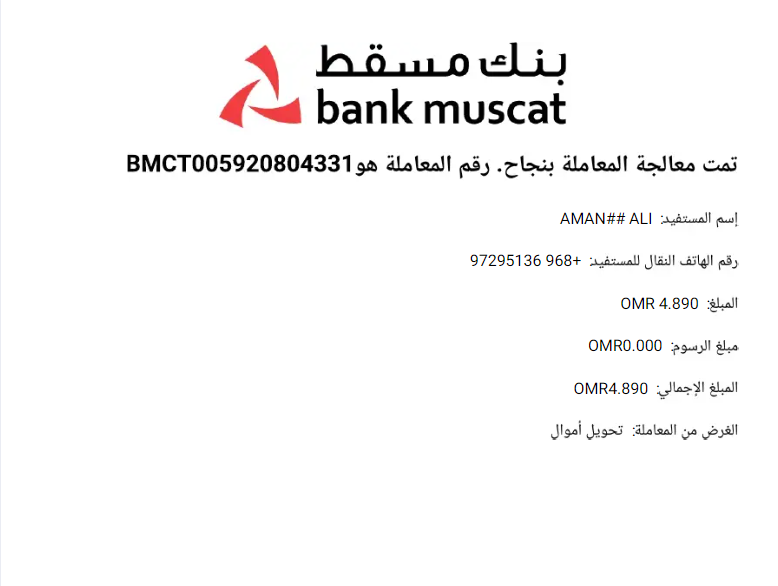 بنك مسقط
bank muscat
تمت معالجة المعاملة بنجاح. رقم المعاملة هوBMCT005920804331
إسم المستفيد: AMAN## ALI
رقم الهاتف النقال للمستفيد: +968 97295136
المبلغ: OMR 4.890
مبلغ الرسوم: OMR0.000
المبلغ الإجمالي: OMR4.890
الغرض من المعاملة: تحويل أموال